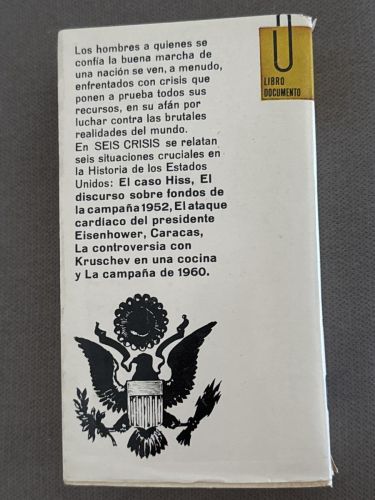 Los hombres a quienes se
confía la buena marcha de
una nación se ven, a menudo,
enfrentados con crisis que
ponen a prueba todos sus
recursos, en su afán por
luchar contra las brutales
realidades del mundo.
En SEIS CRISIS se relatan
seis situaciones cruciales en
la Historia de los Estados
Unidos: El caso Hiss, El
discurso sobre fondos de
la campaña 1952, El ataque
cardiaco del presidente
Eisenhower, Caracas,
La controversia con
Kruschev en una cocina
y La campaña de 1960.
LIBRO
DOCUMENTO